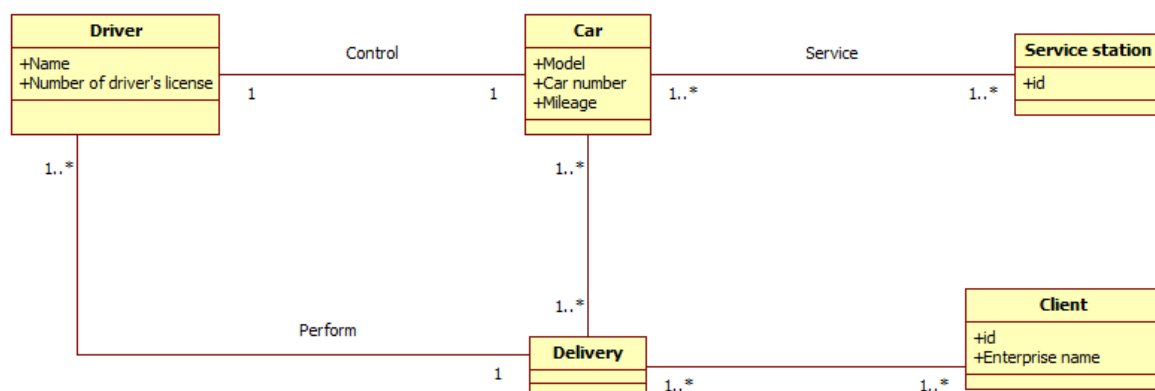 Driver
+Name
+Number of driver's license
Control
1
1
Car
+Model
+Car number
+Mileage
Service
1..*
1..*
Service station
+id
1..*
1..*
1..*
Perform
1
Delivery
1..*
1..*
Client
+id
+Enterprise name